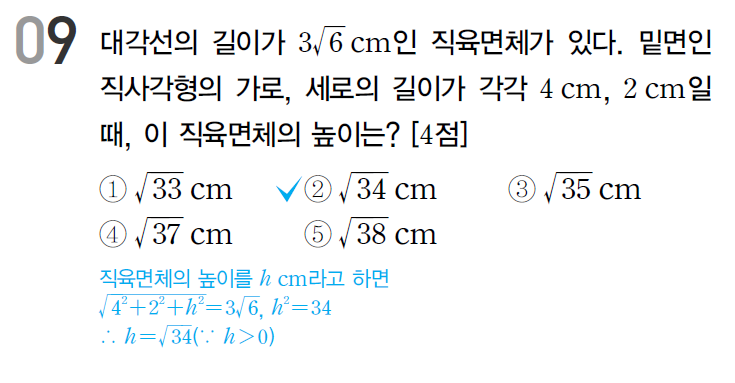 09 대각선의 길이가 3√6 cm인 직육면체가 있다. 밑면인
직사각형의 가로, 세로의 길이가 각각 4 cm, 2 cm일
때, 이 직육면체의 높이는? [4점]
① √33 cm ✓② √34 cm ③ √35 cm
④ √37 cm ⑤ √38 cm
직육면체의 높이를 h cm라고 하면
√(4²+2²+h²)=3√6, h²=34
∴ h=√34(∵ h>0)